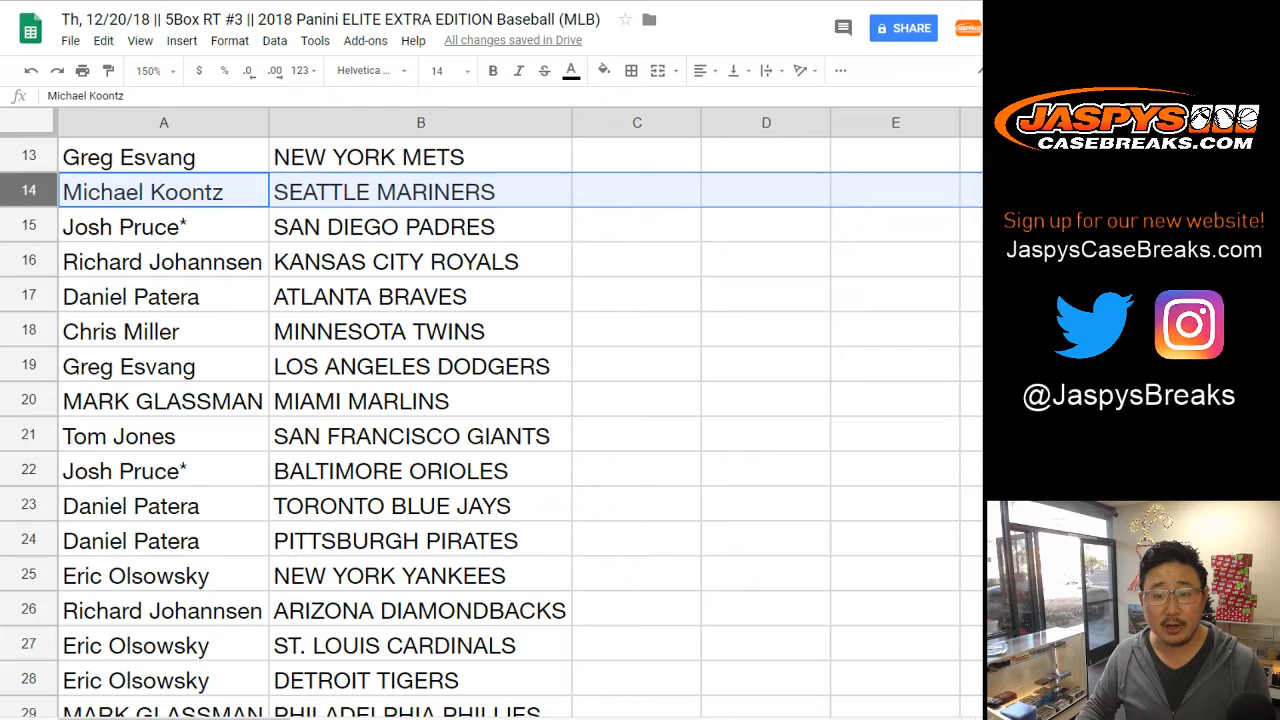 Th, 12/20/18 || 5Box RT #3 || 2018 Panini ELITE EXTRA EDITION Baseball (MLB)
File Edit View Insert Format Data Tools Add-ons Help All changes saved in Drive
SHARE
JASPYS
150% $ % .0 .00 123 Helvetica ... 14 B I S A
fx Michael Koontz
A B C D E
13 Greg Esvang NEW YORK METS
14 Michael Koontz SEATTLE MARINERS
15 Josh Pruce* SAN DIEGO PADRES
16 Richard Johannsen KANSAS CITY ROYALS
17 Daniel Patera ATLANTA BRAVES
18 Chris Miller MINNESOTA TWINS
19 Greg Esvang LOS ANGELES DODGERS
20 MARK GLASSMAN MIAMI MARLINS
21 Tom Jones SAN FRANCISCO GIANTS
22 Josh Pruce* BALTIMORE ORIOLES
23 Daniel Patera TORONTO BLUE JAYS
24 Daniel Patera PITTSBURGH PIRATES
25 Eric Olsowsky NEW YORK YANKEES
26 Richard Johannsen ARIZONA DIAMONDBACKS
27 Eric Olsowsky ST. LOUIS CARDINALS
28 Eric Olsowsky DETROIT TIGERS
29 MARK GLASSMAN PHILADELPHIA PHILLIES
JASPYS
CASEBREAKS.COM
Sign up for our new website!
JaspysCaseBreaks.com
@JaspysBreaks